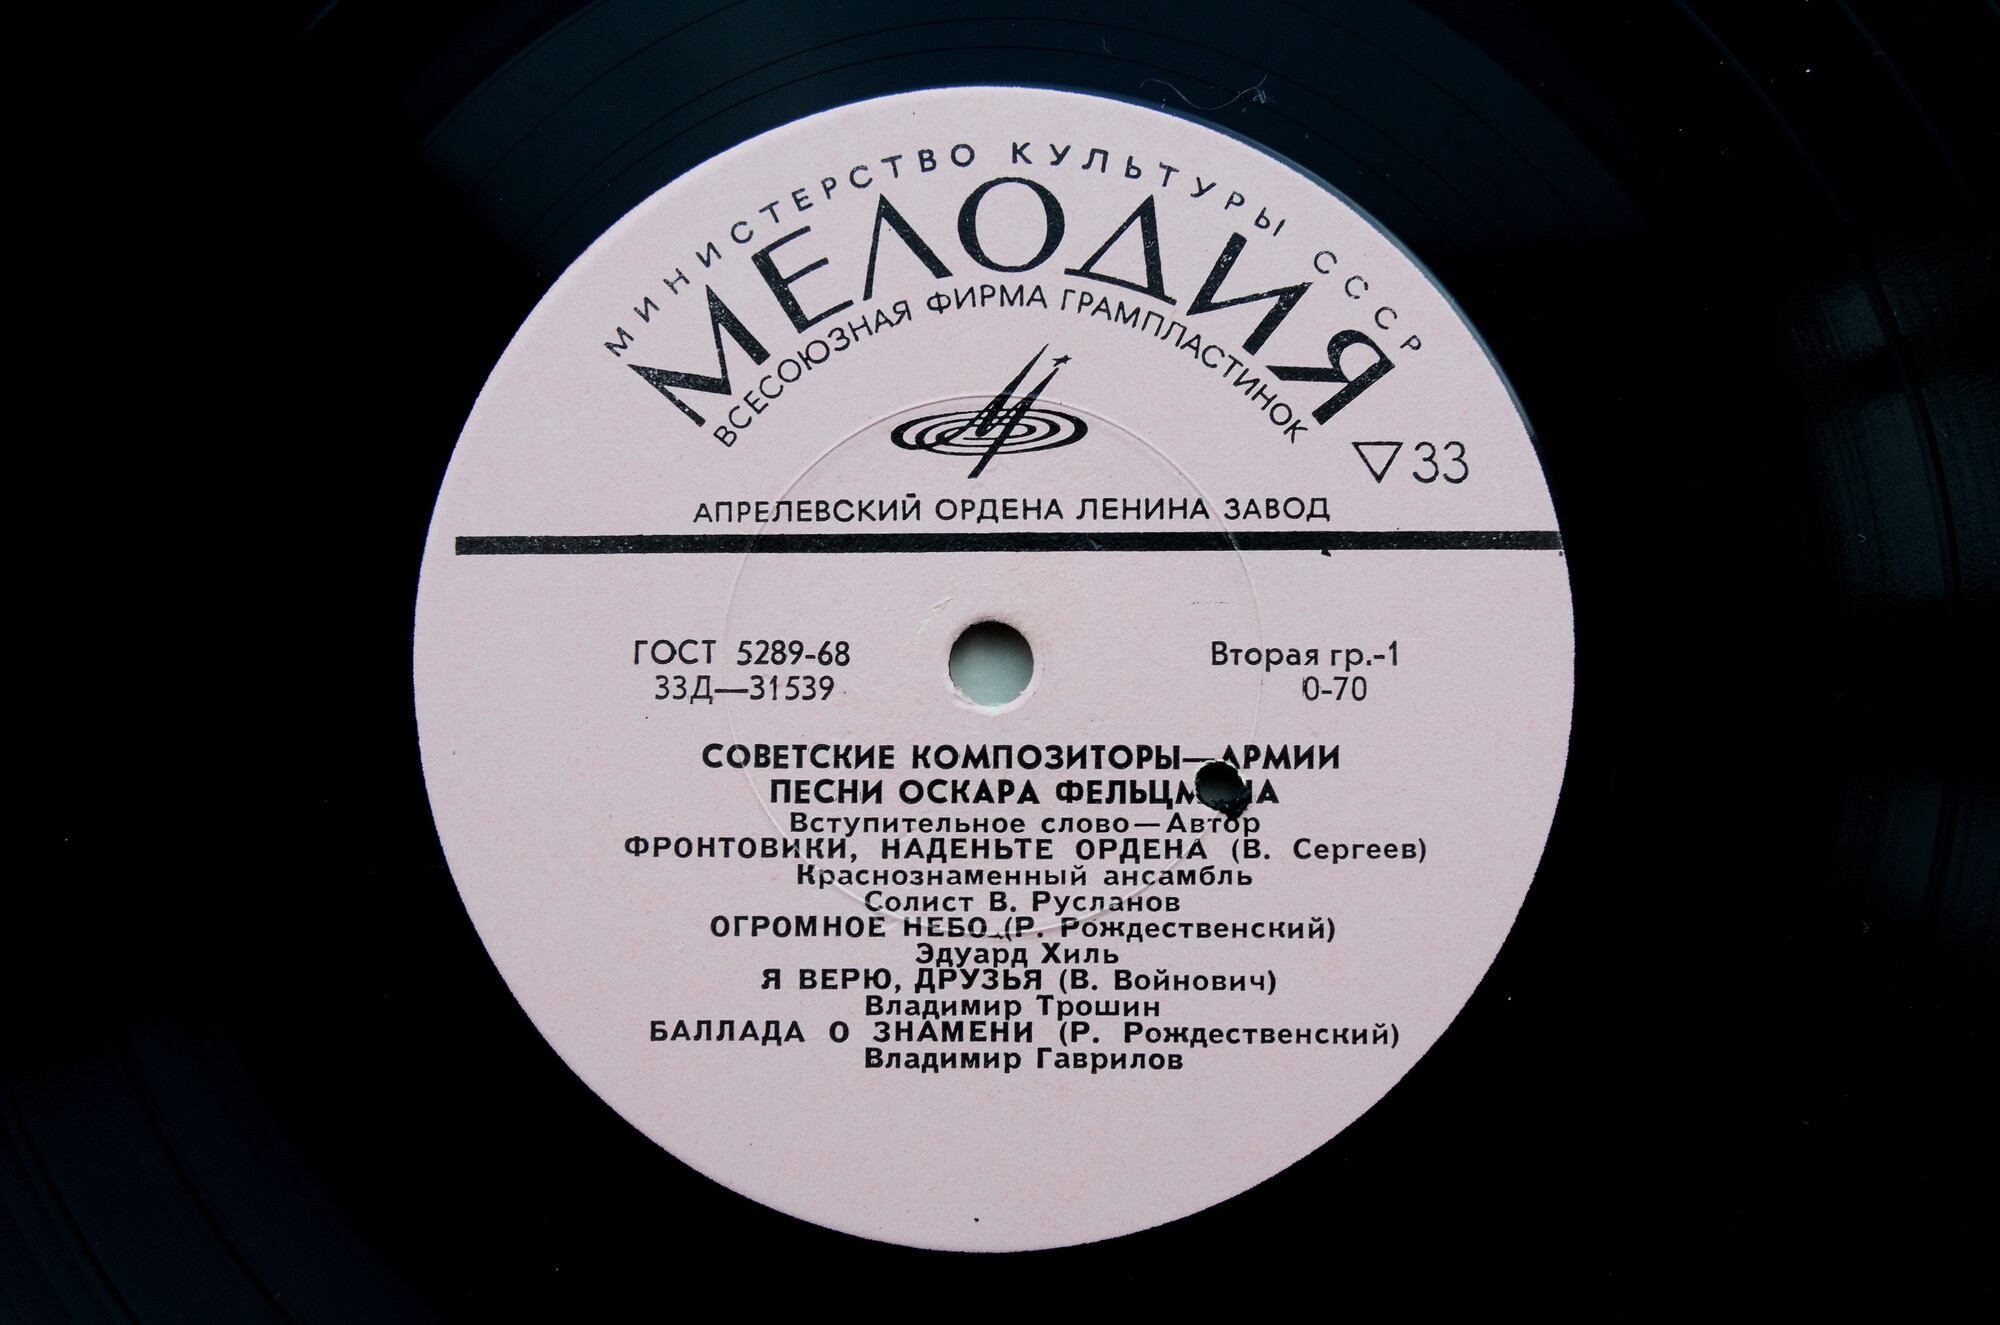 МИНИСТЕРСТВО КУЛЬТУРЫ СССР
МЕЛОДИЯ
ВСЕСОЮЗНАЯ ФИРМА ГРАМПЛАСТИНОК
33
АПРЕЛЕВСКИЙ ОРДЕНА ЛЕНИНА ЗАВОД
ГОСТ 5289-68 Вторая гр.-1
33Д—31539 0-70
СОВЕТСКИЕ КОМПОЗИТОРЫ—АРМИИ
ПЕСНИ ОСКАРА ФЕЛЬЦМАНА
Вступительное слово—Автор
ФРОНТОВИКИ, НАДЕНЬТЕ ОРДЕНА (В. Сергеев)
Краснознаменный ансамбль
Солист В. Русланов
ОГРОМНОЕ НЕБО (Р. Рождественский)
Эдуард Хиль
Я ВЕРЮ, ДРУЗЬЯ (В. Войнович)
Владимир Трошин
БАЛЛАДА О ЗНАМЕНИ (Р. Рождественский)
Владимир Гаврилов